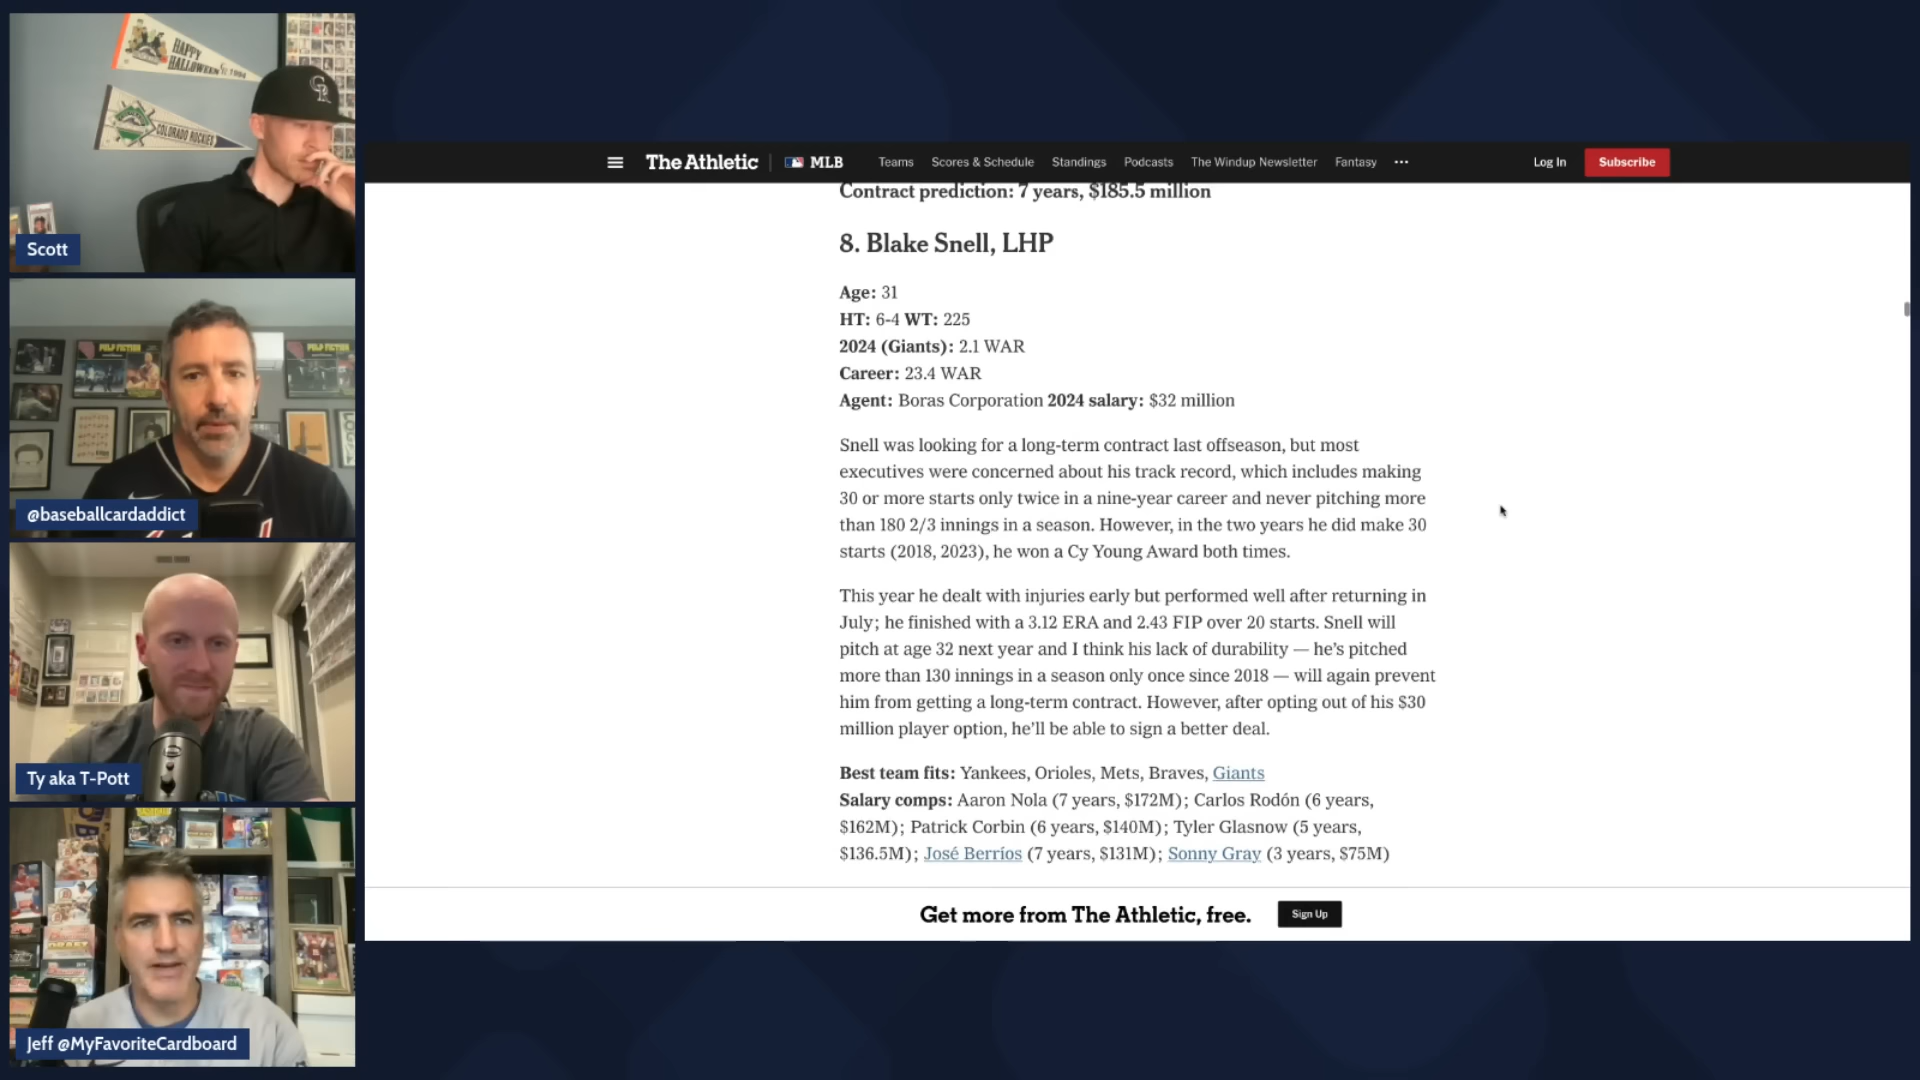 HAPPY
HALLOWEEN
COLORADO ROCKIES
CR
Scott
PULP FICTION
PULP FICTION
@baseballcardaddict
Ty aka T-Pott
DRAFT
Jeff @MyFavoriteCardboard
The Athletic
MLB
Teams
Scores & Schedule
Standings
Podcasts
The Windup Newsletter
Fantasy
Log In
Subscribe
Contract prediction: 7 years, $185.5 million
8. Blake Snell, LHP
Age: 31
HT: 6-4 WT: 225
2024 (Giants): 2.1 WAR
Career: 23.4 WAR
Agent: Boras Corporation 2024 salary: $32 million
Snell was looking for a long-term contract last offseason, but most
executives were concerned about his track record, which includes making
30 or more starts only twice in a nine-year career and never pitching more
than 180 2/3 innings in a season. However, in the two years he did make 30
starts (2018, 2023), he won a Cy Young Award both times.
This year he dealt with injuries early but performed well after returning in
July; he finished with a 3.12 ERA and 2.43 FIP over 20 starts. Snell will
pitch at age 32 next year and I think his lack of durability — he's pitched
more than 130 innings in a season only once since 2018 — will again prevent
him from getting a long-term contract. However, after opting out of his $30
million player option, he'll be able to sign a better deal.
Best team fits: Yankees, Orioles, Mets, Braves, Giants
Salary comps: Aaron Nola (7 years, $172M); Carlos Rodón (6 years,
$162M); Patrick Corbin (6 years, $140M); Tyler Glasnow (5 years,
$136.5M); José Berríos (7 years, $131M); Sonny Gray (3 years, $75M)
Get more from The Athletic, free.
Sign Up